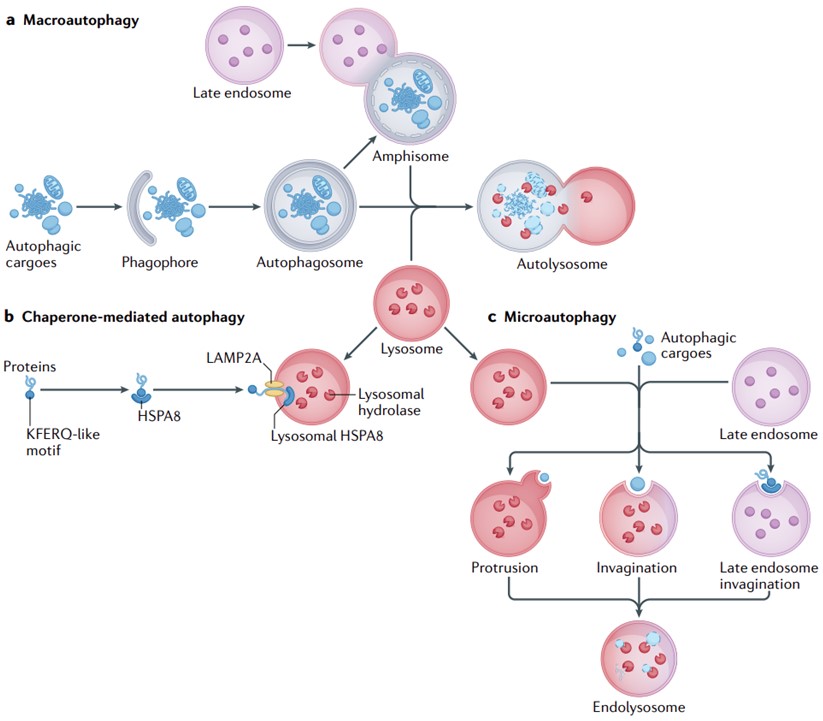 a Macroautophagy
Late endosome
Amphisome
Autophagic
cargoes
Phagophore
Autophagosome
Autolysosome
Lysosome
b Chaperone-mediated autophagy
Proteins
KFERQ-like
motif
HSPA8
LAMP2A
Lysosomal
hydrolase
Lysosomal HSPA8
c Microautophagy
Autophagic
cargoes
Late endosome
Protrusion
Invagination
Late endosome
invagination
Endolysosome